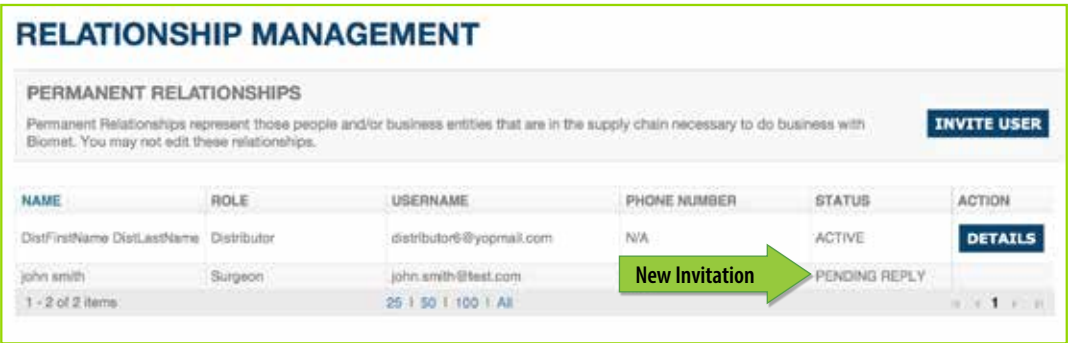 RELATIONSHIP MANAGEMENT
PERMANENT RELATIONSHIPS
Permanent Relationships represent those people and/or business entities that are in the supply chain necessary to do business with
Biomet. You may not edit these relationships.
INVITE USER
NAME ROLE USERNAME PHONE NUMBER STATUS ACTION
DistFirstName DistLastName Distributor distributor6@yopmail.com N/A ACTIVE DETAILS
john smith Surgeon john.smith@test.com New Invitation PENDING REPLY
1 - 2 of 2 items 25 | 50 | 100 | All 1